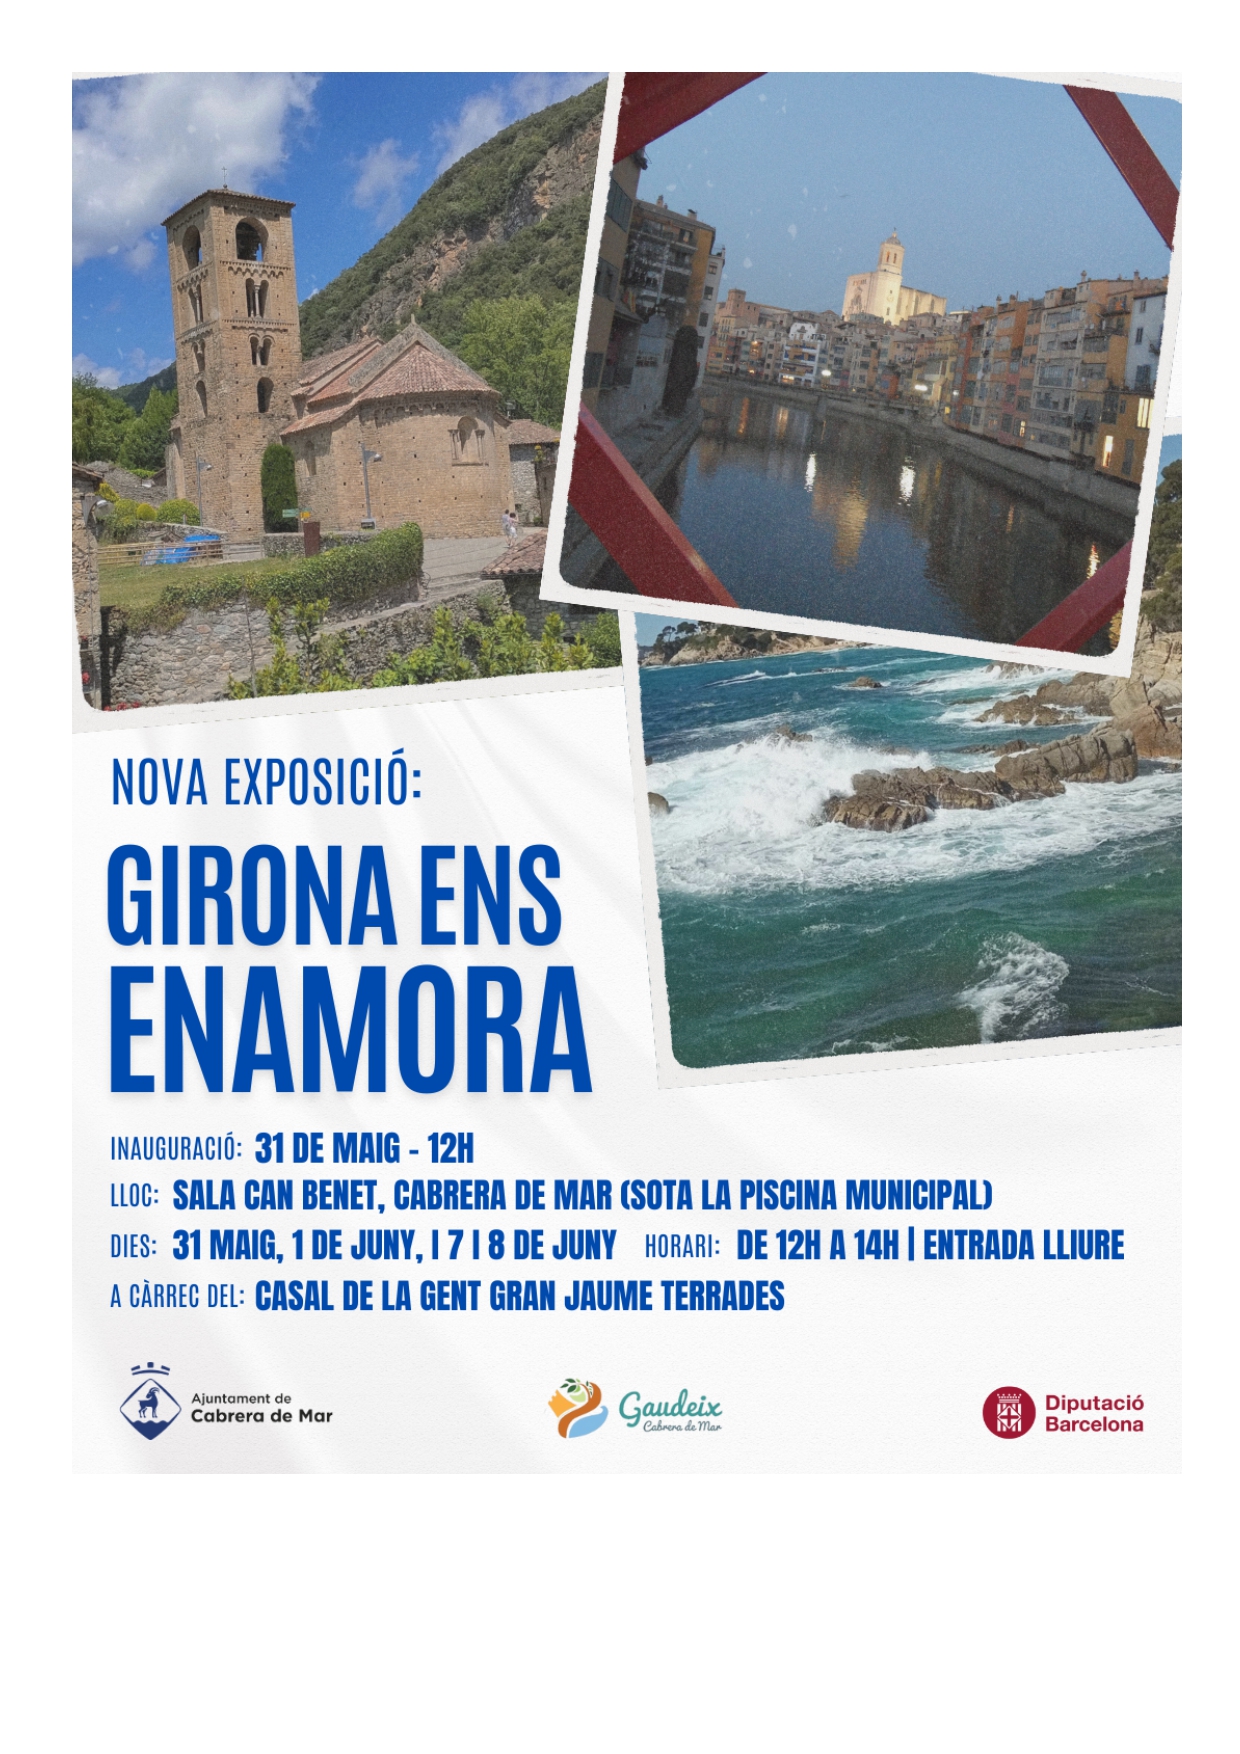 NOVA EXPOSICIÓ:
GIRONA ENS
ENAMORA
INAUGURACIÓ: 31 DE MAIG - 12H
LLOC: SALA CAN BENET, CABRERA DE MAR (SOTA LA PISCINA MUNICIPAL)
DIES: 31 MAIG, 1 DE JUNY, I 7 I 8 DE JUNY HORARI: DE 12H A 14H | ENTRADA LLIURE
A CÀRREC DEL: CASAL DE LA GENT GRAN JAUME TERRADES
Ajuntament de
Cabrera de Mar
Gaudeix
Cabrera de Mar
Diputació
Barcelona